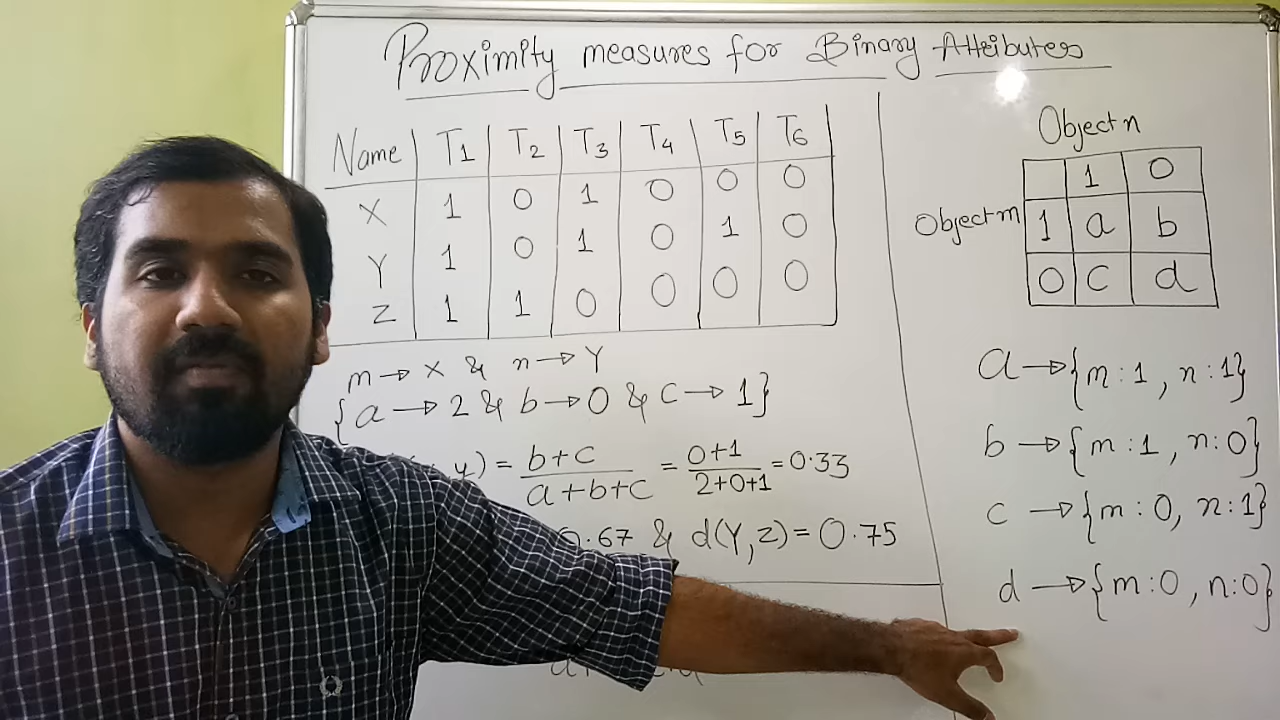 Proximity measures for Binary Attributes
Name T1 T2 T3 T4 T5 T6
X 1 0 1 0 0 0
Y 1 0 1 0 1 0
Z 1 1 0 0 0 0
m → X & n → Y
{a → 2 & b → 0 & c → 1}
y) = b+c / a+b+c = 0+1 / 2+0+1 = 0.33
0.67 & d(Y,z) = 0.75
Object n
1 0
Object m 1 a b
0 c d
a → {m:1, n:1}
b → {m:1, n:0}
c → {m:0, n:1}
d → {m:0, n:0}